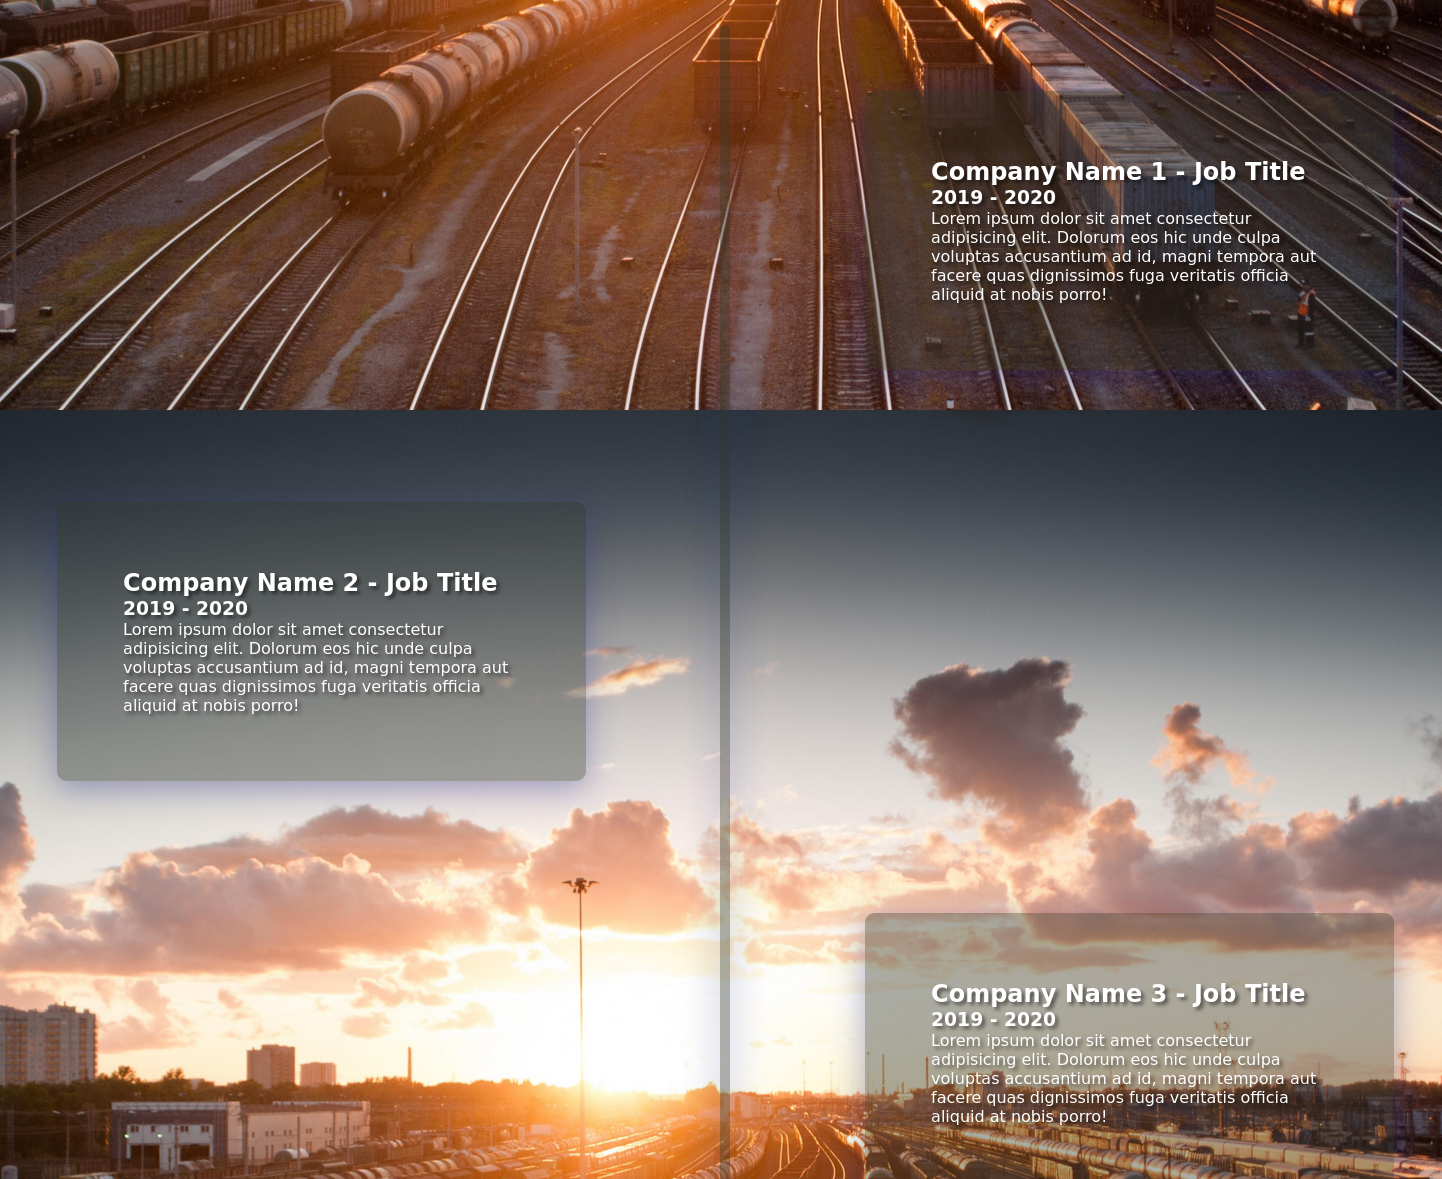 Company Name 1 - Job Title
2019 - 2020
Lorem ipsum dolor sit amet consectetur
adipisicing elit. Dolorum eos hic unde culpa
voluptas accusantium ad id, magni tempora aut
facere quas dignissimos fuga veritatis officia
aliquid at nobis porro!
Company Name 2 - Job Title
2019 - 2020
Lorem ipsum dolor sit amet consectetur
adipisicing elit. Dolorum eos hic unde culpa
voluptas accusantium ad id, magni tempora aut
facere quas dignissimos fuga veritatis officia
aliquid at nobis porro!
Company Name 3 - Job Title
2019 - 2020
Lorem ipsum dolor sit amet consectetur
adipisicing elit. Dolorum eos hic unde culpa
voluptas accusantium ad id, magni tempora aut
facere quas dignissimos fuga veritatis officia
aliquid at nobis porro!